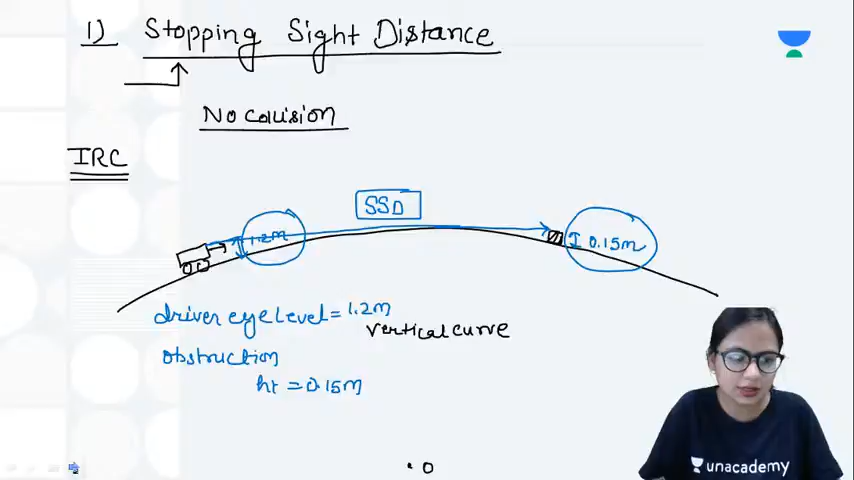 1) Stopping Sight Distance
No collision
IRC
SSD
1.2m
0.15m
driver eye level = 1.2m
vertical curve
obstruction
ht = 0.15m
unacademy